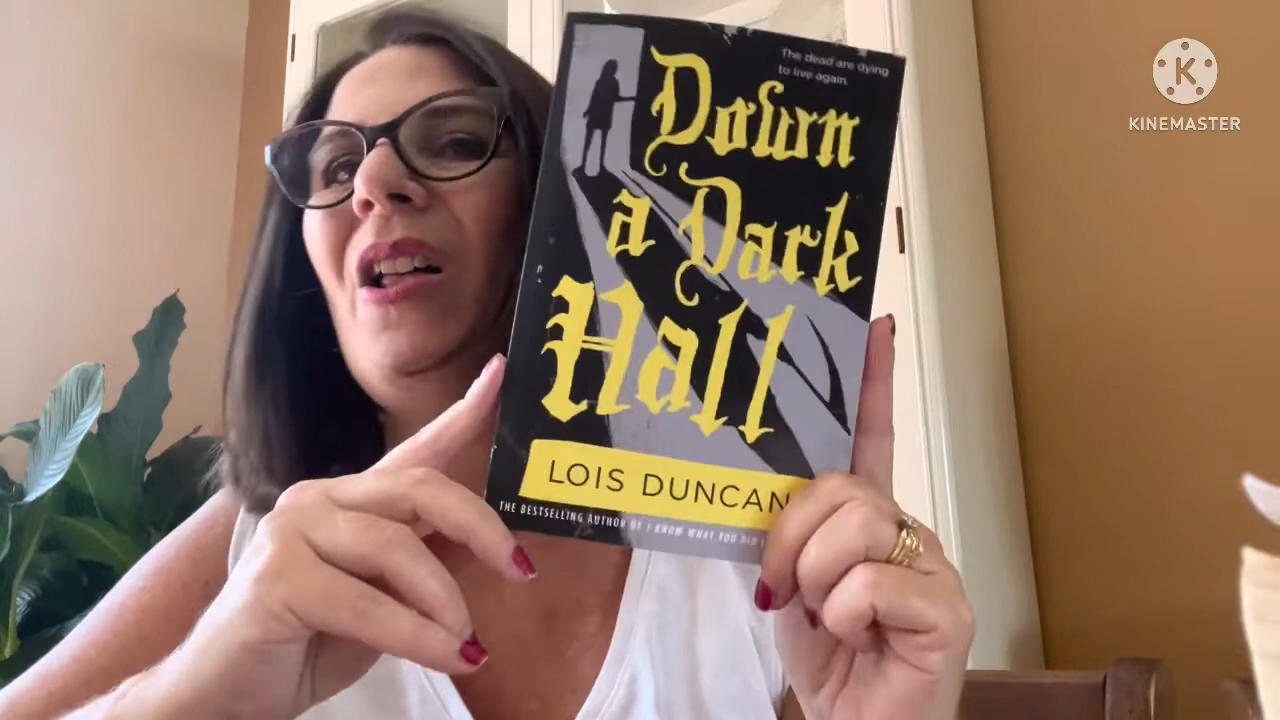 The dead are dying
to live again.
Down
a Dark
Hall
LOIS DUNCAN
THE BESTSELLING AUTHOR OF I KNOW WHAT YOU DID
K
KINEMASTER